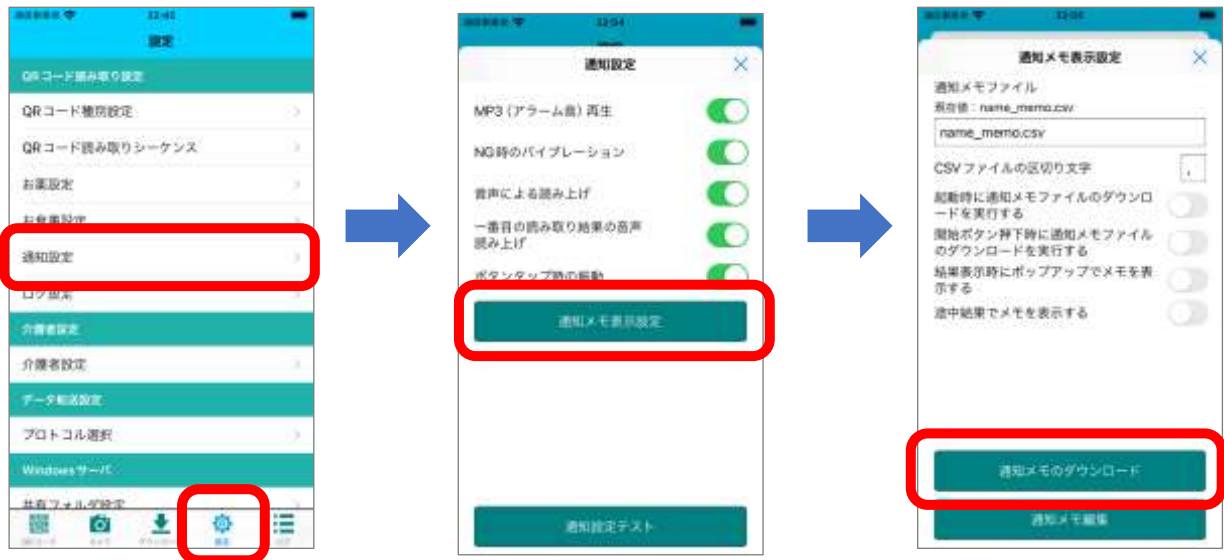 12:45
設定
QRコード読み取り設定
QRコード種別設定
QRコード読み取りシーケンス
お薬設定
お食事設定
通知設定
ログ設定
介護者設定
介護者設定
データ転送設定
プロトコル選択
Windowsサーバ
共有フォルダ設定
設定
12:54
通知設定
MP3 (アラーム音) 再生
NG時のバイブレーション
音声による読み上げ
一番目の読み取り結果の音声
読み上げ
ボタンタップ時の振動
通知メモ表示設定
通知設定テスト
通知メモ表示設定
通知メモファイル
現在値：name_memo.csv
name_memo.csv
CSVファイルの区切り文字
,
起動時に通知メモファイルのダウンロ
ードを実行する
開始ボタン押下時に通知メモファイル
のダウンロードを実行する
結果表示時にポップアップでメモを表
示する
途中結果でメモを表示する
通知メモのダウンロード
通知メモ編集